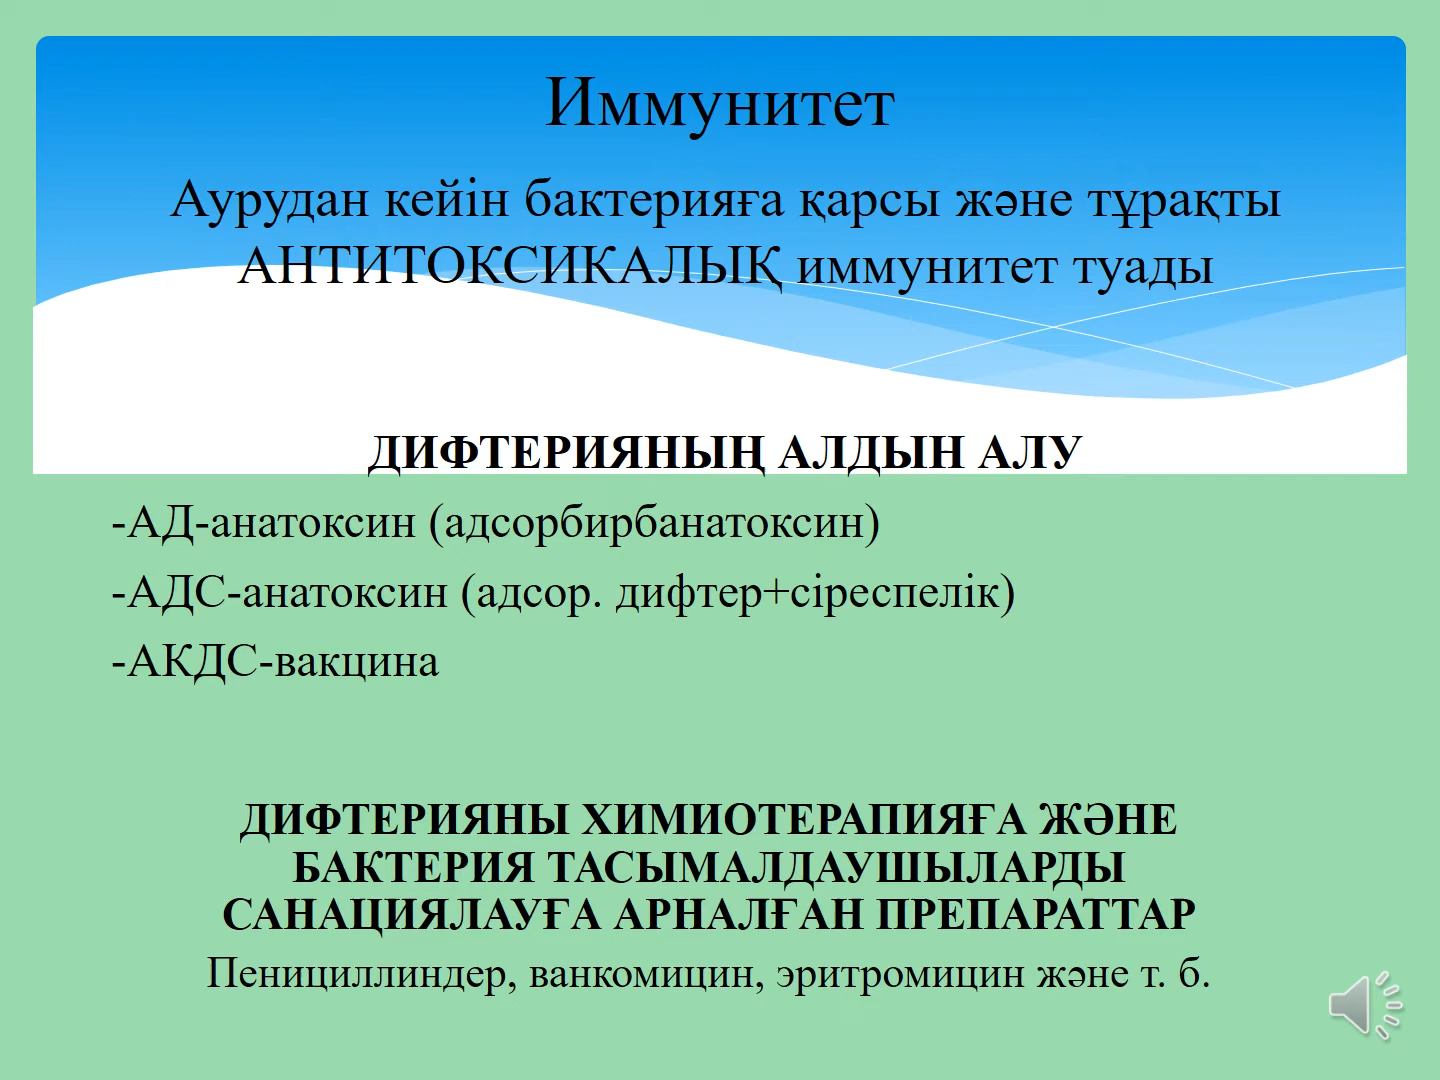 Иммунитет
Аурудан кейін бактерияға қарсы және тұрақты
АНТИТОКСИКАЛЫҚ иммунитет туады
ДИФТЕРИЯНЫҢ АЛДЫН АЛУ
-АД-анатоксин (адсорбирбанатоксин)
-АДС-анатоксин (адсор. дифтер+сіреспелік)
-АКДС-вакцина
ДИФТЕРИЯНЫ ХИМИОТЕРАПИЯҒА ЖӘНЕ
БАКТЕРИЯ ТАСЫМАЛДАУШЫЛАРДЫ
САНАЦИЯЛАУҒА АРНАЛҒАН ПРЕПАРАТТАР
Пенициллиндер, ванкомицин, эритромицин және т. б.